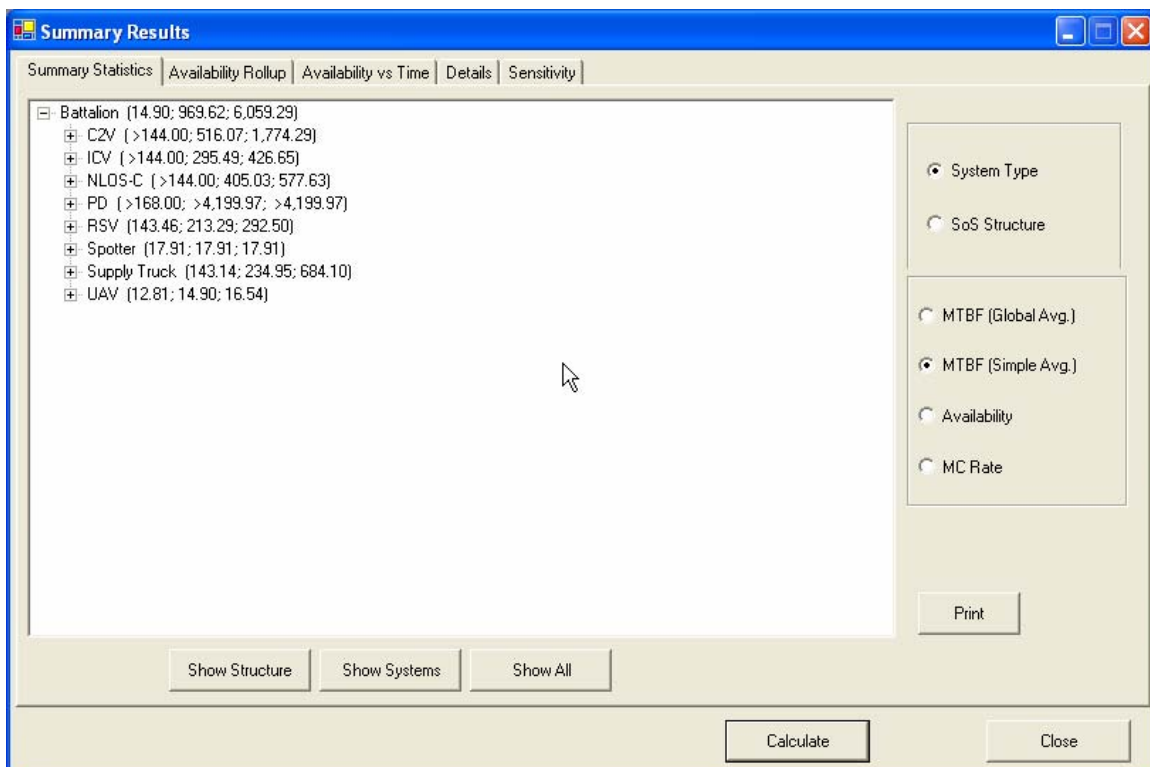 Summary Results
Summary Statistics Availability Rollup Availability vs Time Details Sensitivity
Battalion (14.90; 969.62; 6,059.29)
C2V (>144.00; 516.07; 1,774.29)
ICV (>144.00; 295.49; 426.65)
NLOS-C (>144.00; 405.03; 577.63)
PD (>168.00; >4,199.97; >4,199.97)
RSV (143.46; 213.29; 292.50)
Spotter (17.91; 17.91; 17.91)
Supply Truck (143.14; 234.95; 684.10)
UAV (12.81; 14.90; 16.54)
System Type
SoS Structure
MTBF (Global Avg.)
MTBF (Simple Avg.)
Availability
MC Rate
Print
Show Structure Show Systems Show All
Calculate Close